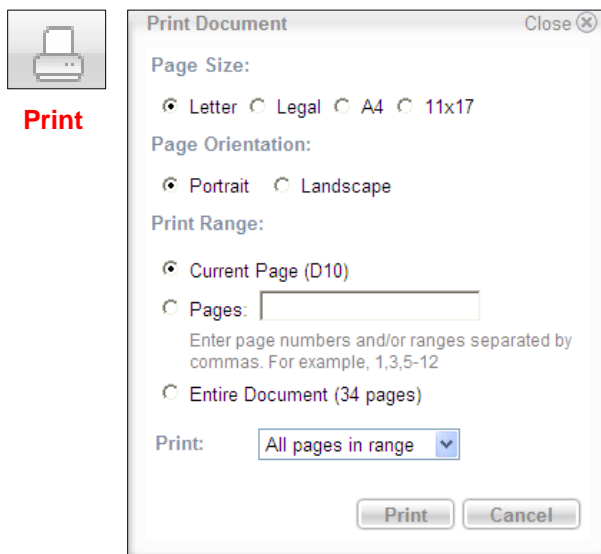 Print
Print Document Close
Page Size:
Letter Legal A4 11x17
Page Orientation:
Portrait Landscape
Print Range:
Current Page (D10)
Pages:
Enter page numbers and/or ranges separated by
commas. For example, 1,3,5-12
Entire Document (34 pages)
Print: All pages in range
Print Cancel